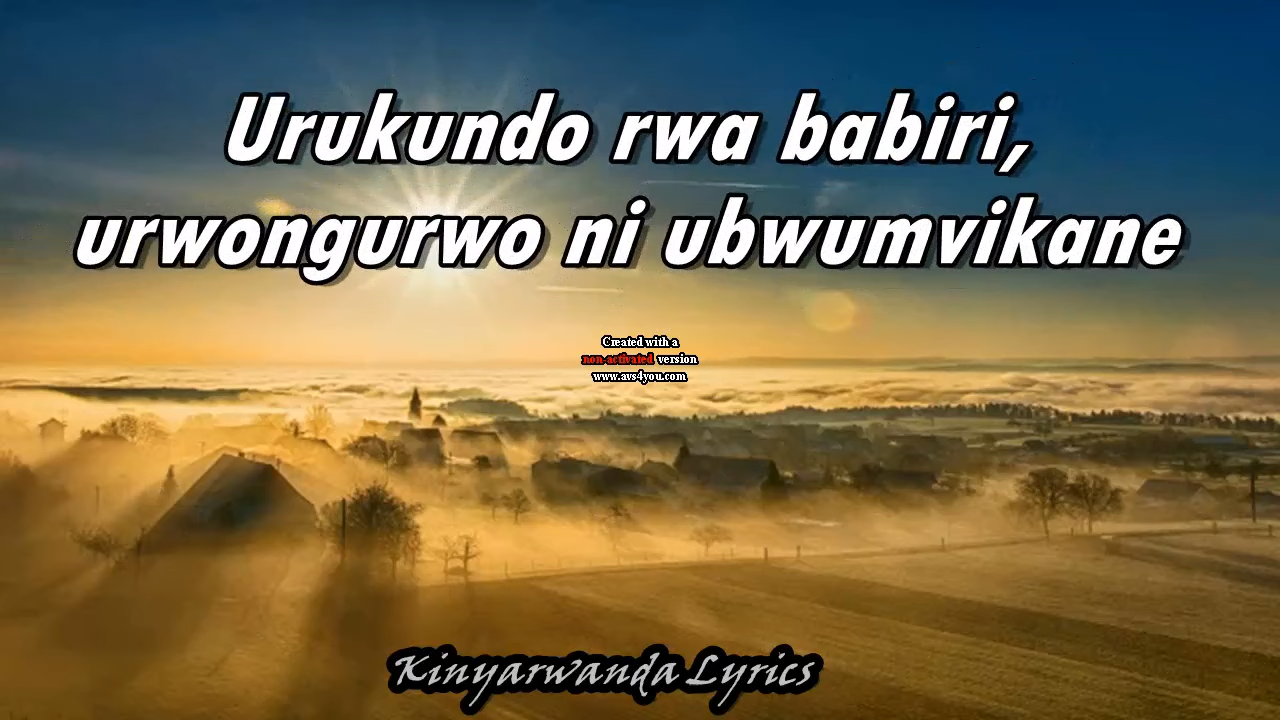 Urukundo rwa babiri,
urwongurwo ni ubwumvikane
Created with a
non-activated version
www.avs4you.com
Kinyarwanda Lyrics